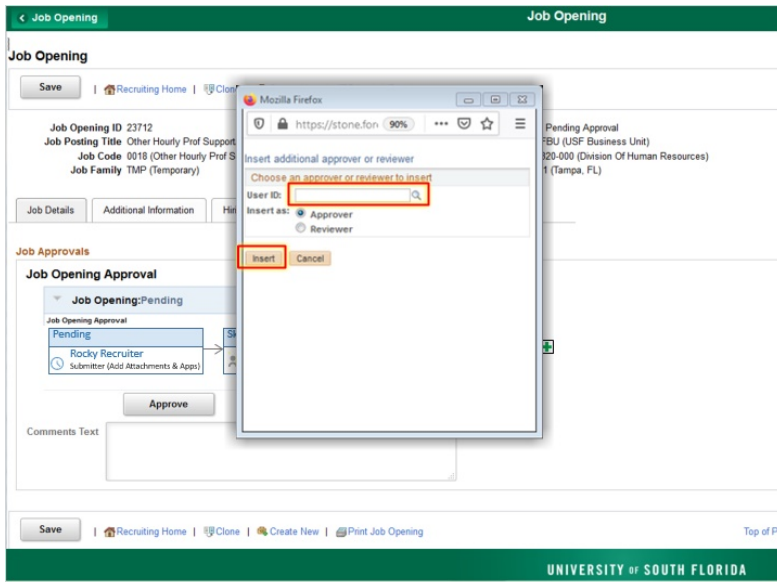 Job Opening
Job Opening
Job Opening
Save | Recruiting Home | Clon
Job Opening ID 23712
Pending Approval
Job Posting Title Other Hourly Prof Support
FBU (USF Business Unit)
Job Code 0018 (Other Hourly Prof S
320-000 (Division Of Human Resources)
Job Family TMP (Temporary)
1 (Tampa, FL)
Job Details Additional Information Hiri
Mozilla Firefox
https://stone.for 90%
Insert additional approver or reviewer
Choose an approver or reviewer to insert
User ID:
Insert as: Approver
Reviewer
Insert Cancel
Job Approvals
Job Opening Approval
Job Opening:Pending
Job Opening Approval
Pending
Sk
Rocky Recruiter
Submitter (Add Attachments & Apps)
Approve
Comments Text
Save | Recruiting Home | Clone | Create New | Print Job Opening
Top of P
UNIVERSITY OF SOUTH FLORIDA